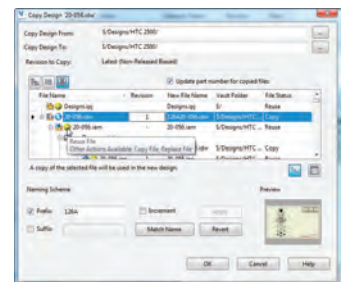 Copy Design '20-056.idw'
Copy Design From: $/Designs/HTC 2500/
Copy Design To: $/Designs/HTC 2500/
Revision to Copy: Latest (Non-Released Biased)
Update part number for copied files
File Name Revision New File Name Vault Folder File Status
Designs.ipj Designs.ipj $/ Reuse
20-056.idw 1 126A20-056.idw $/Designs/HTC ... Copy
20-056.iam 20-056.iam $/Designs/HTC ... Reuse
Reuse File
Other Actions Available: Copy File, Replace File
$/Designs/HTC ... Copy
A copy of the selected file will be used in the new design.
Naming Scheme Preview
Prefix 126A Increment
Suffix Match Name Revert
OK Cancel Help